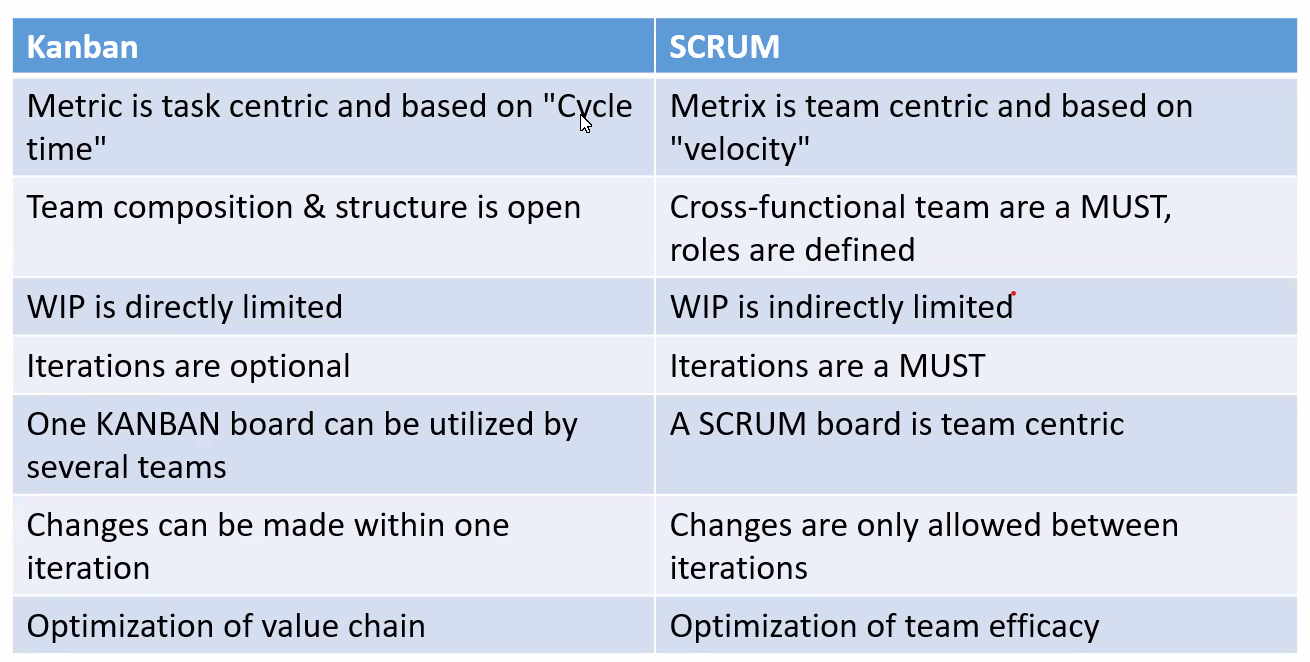 Kanban
SCRUM
Metric is task centric and based on "Cycle
time"
Metrix is team centric and based on
"velocity"
Team composition & structure is open
Cross-functional team are a MUST,
roles are defined
WIP is directly limited
WIP is indirectly limited
Iterations are optional
Iterations are a MUST
One KANBAN board can be utilized by
several teams
A SCRUM board is team centric
Changes can be made within one
iteration
Changes are only allowed between
iterations
Optimization of value chain
Optimization of team efficacy